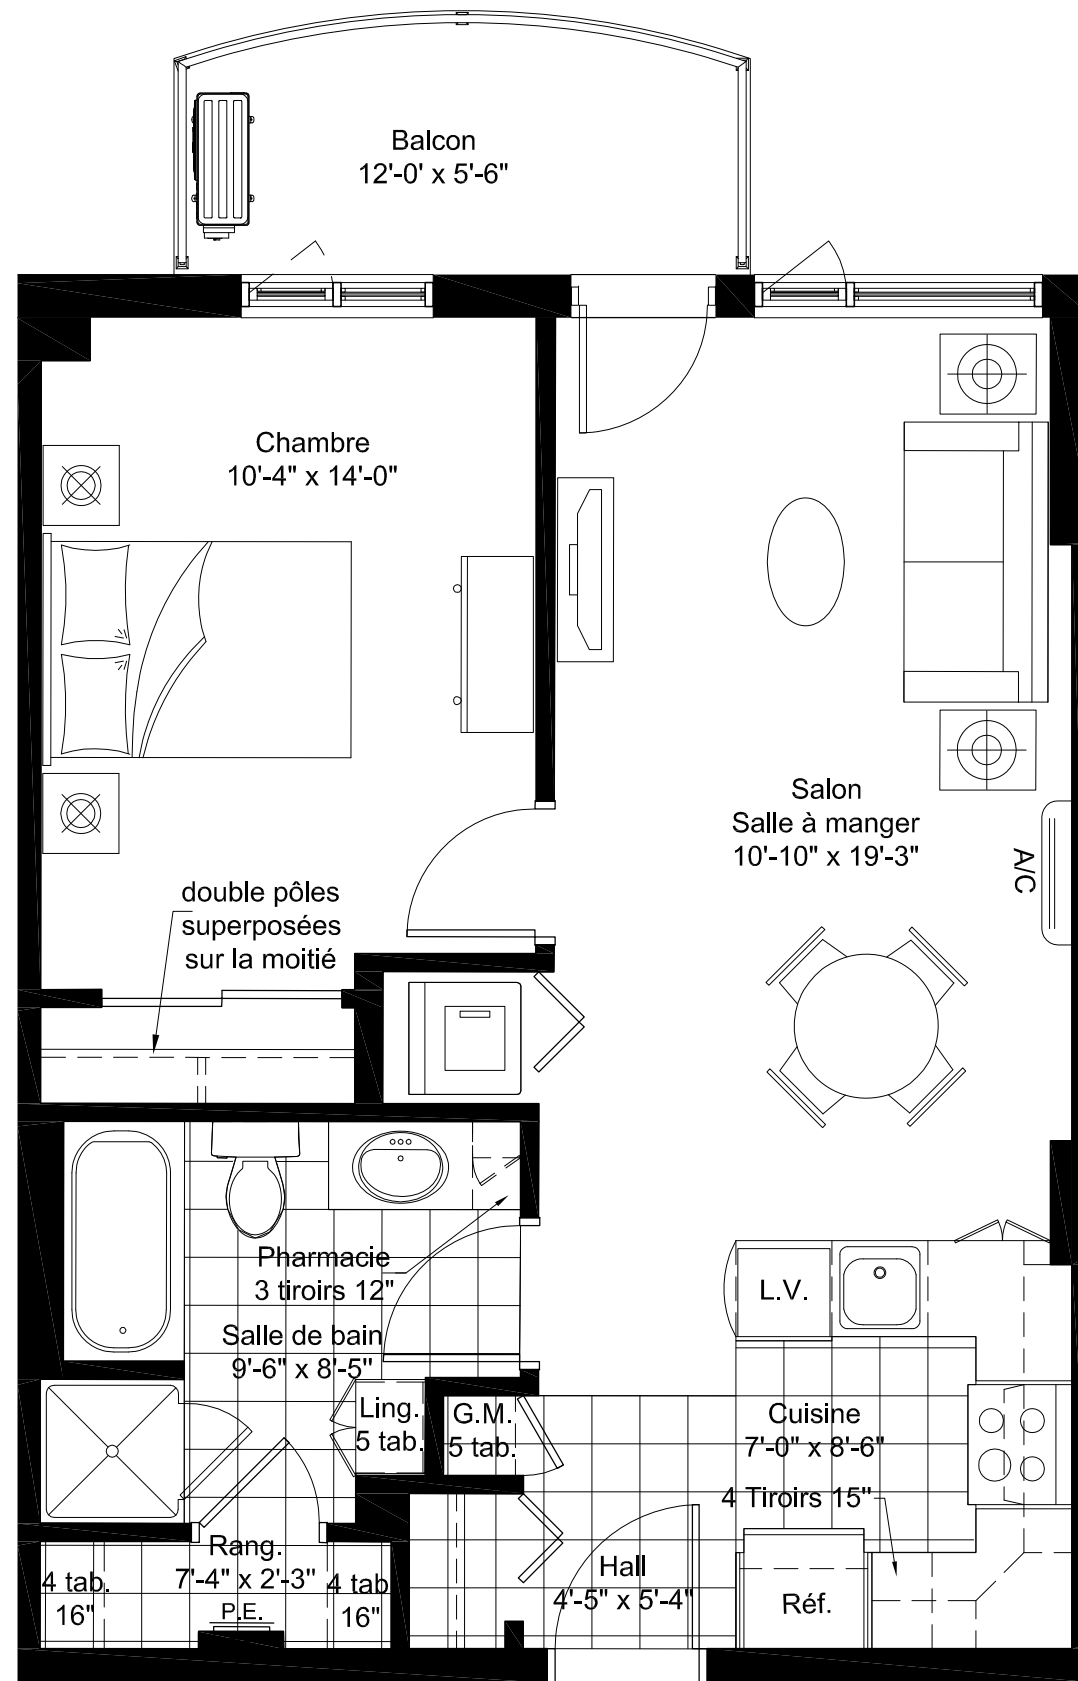 Balcon
12'-0' x 5'-6"
Chambre
10'-4" x 14'-0"
Salon
Salle à manger
10'-10" x 19'-3"
A/C
double pôles
superposées
sur la moitié
Pharmacie
3 tiroirs 12"
Salle de bain
9'-6" x 8'-5"
L.V.
Ling.
5 tab.
G.M.
5 tab.
Cuisine
7'-0" x 8'-6"
4 Tiroirs 15"
Rang.
7'-4" x 2'-3"
4 tab.
16"
4 tab
16"
P.E.
Hall
4'-5" x 5'-4"
Réf.